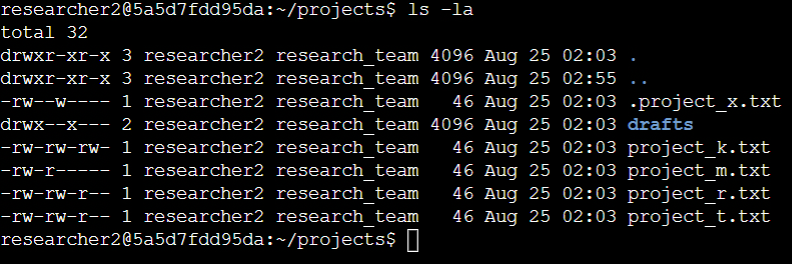 researcher2@5a5d7fdd95da:~/projects$ ls -la
total 32
drwxr-xr-x 3 researcher2 research_team 4096 Aug 25 02:03 .
drwxr-xr-x 3 researcher2 research_team 4096 Aug 25 02:55 ..
-rw--w---- 1 researcher2 research_team   46 Aug 25 02:03 .project_x.txt
drwx--x--- 2 researcher2 research_team 4096 Aug 25 02:03 drafts
-rw-rw-rw- 1 researcher2 research_team   46 Aug 25 02:03 project_k.txt
-rw-r----- 1 researcher2 research_team   46 Aug 25 02:03 project_m.txt
-rw-rw-r-- 1 researcher2 research_team   46 Aug 25 02:03 project_r.txt
-rw-rw-r-- 1 researcher2 research_team   46 Aug 25 02:03 project_t.txt
researcher2@5a5d7fdd95da:~/projects$